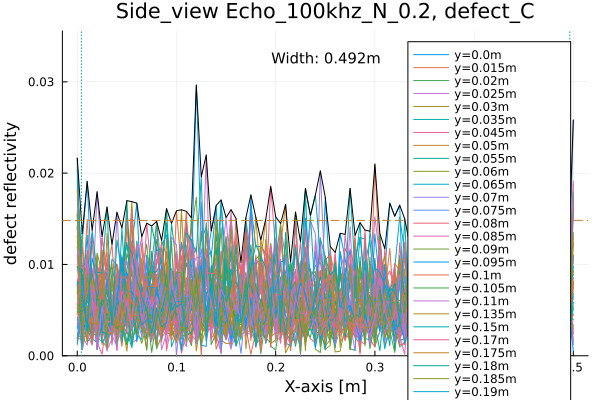 Side_view Echo_100khz_N_0.2, defect_C
Width: 0.492m
defect reflectivity
0.03
0.02
0.01
0.00
0.0
0.1
0.2
0.3
.5
X-axis [m]
y=0.0m
y=0.015m
y=0.02m
y=0.025m
y=0.03m
y=0.035m
y=0.045m
y=0.05m
y=0.055m
y=0.06m
y=0.065m
y=0.07m
y=0.075m
y=0.08m
y=0.085m
y=0.09m
y=0.095m
y=0.1m
y=0.105m
y=0.11m
y=0.135m
y=0.15m
y=0.17m
y=0.175m
y=0.18m
y=0.185m
y=0.19m